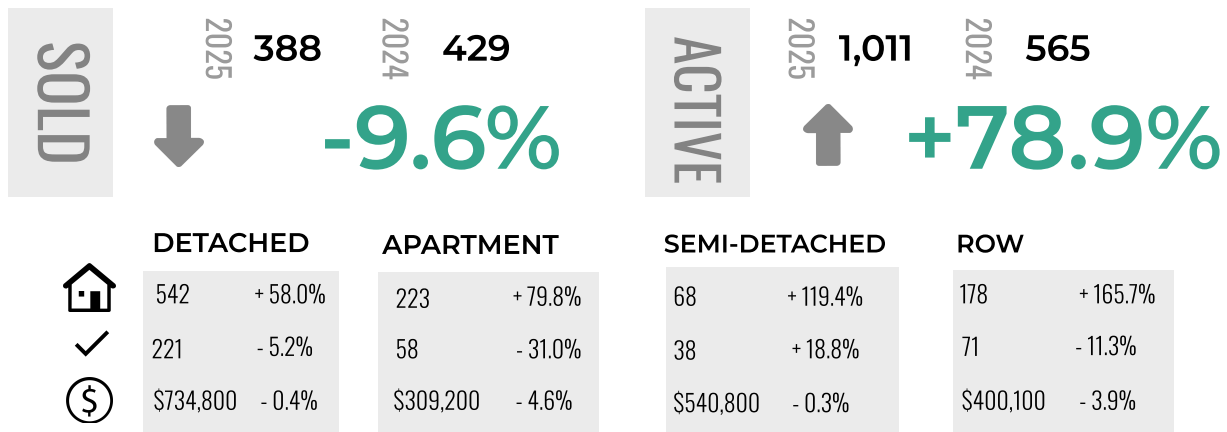 SOLD
2025 388 2024 429
-9.6%
ACTIVE
2025 1,011 2024 565
+78.9%
DETACHED APARTMENT SEMI-DETACHED ROW
542 + 58.0% 223 + 79.8% 68 + 119.4% 178 + 165.7%
221 - 5.2% 58 - 31.0% 38 + 18.8% 71 - 11.3%
$ $734,800 - 0.4% $309,200 - 4.6% $540,800 - 0.3% $400,100 - 3.9%